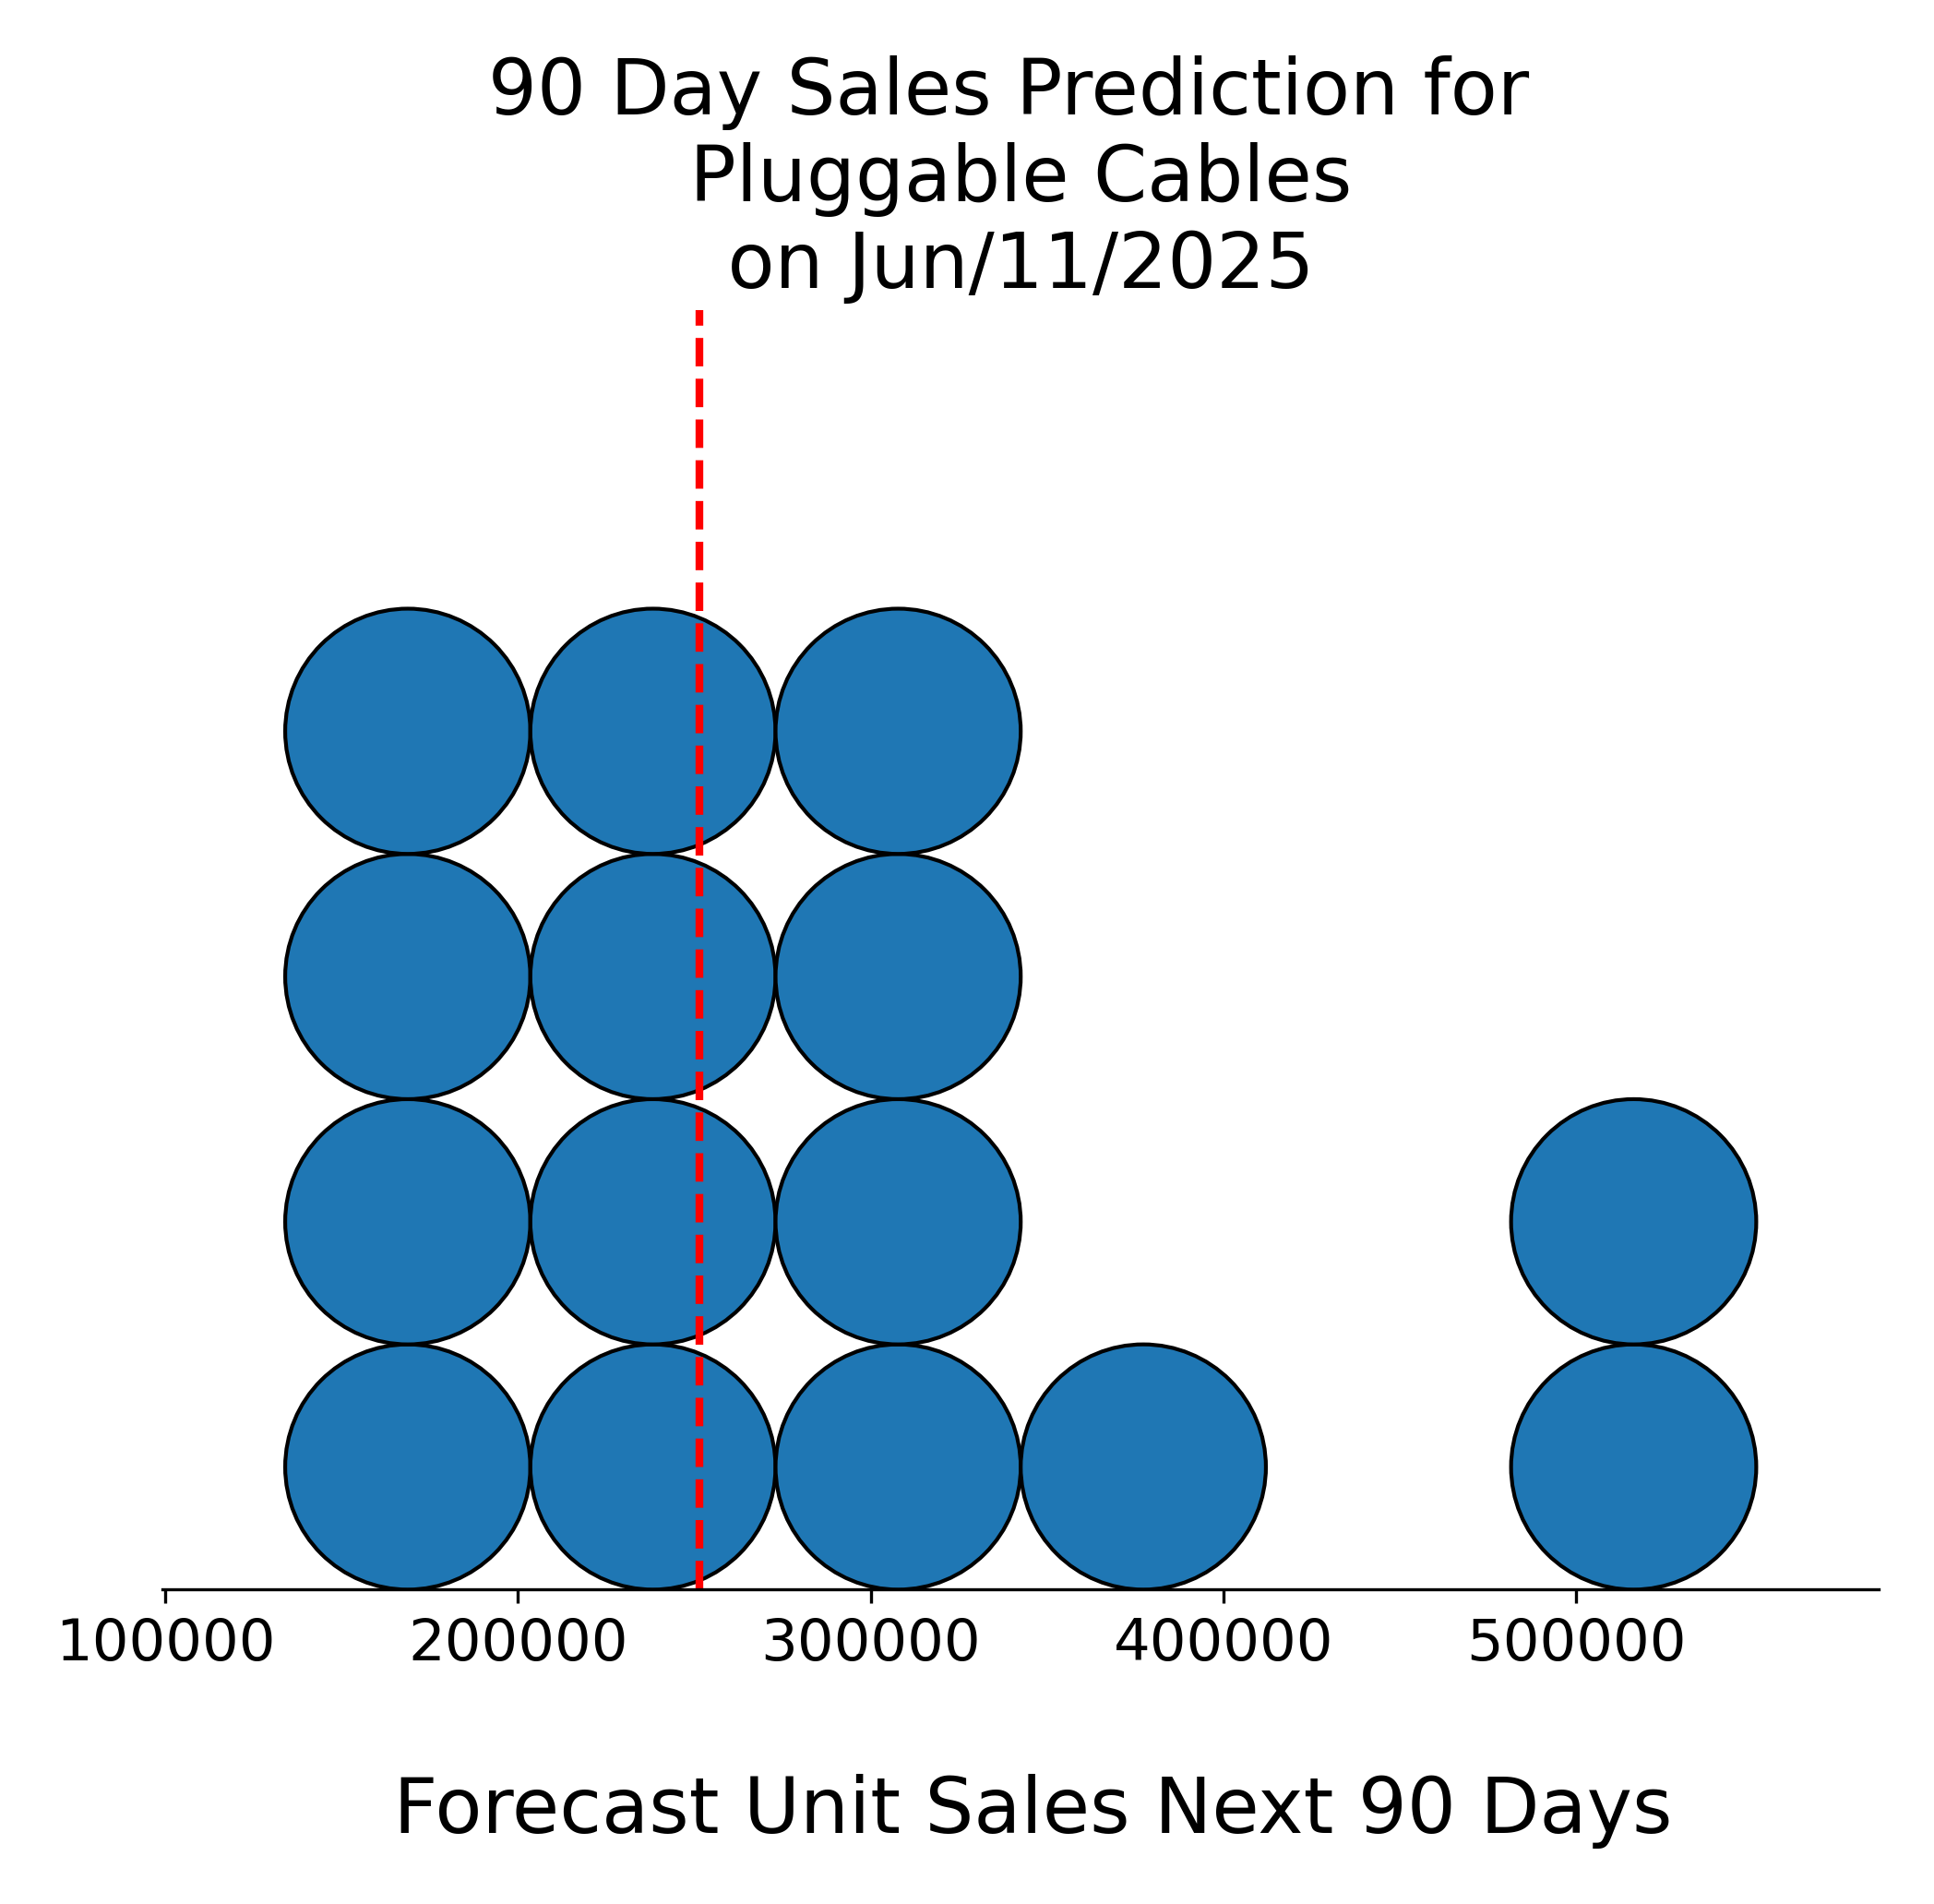 90 Day Sales Prediction for
Pluggable Cables
on Jun/11/2025
100000 200000 300000 400000 500000
Forecast Unit Sales Next 90 Days